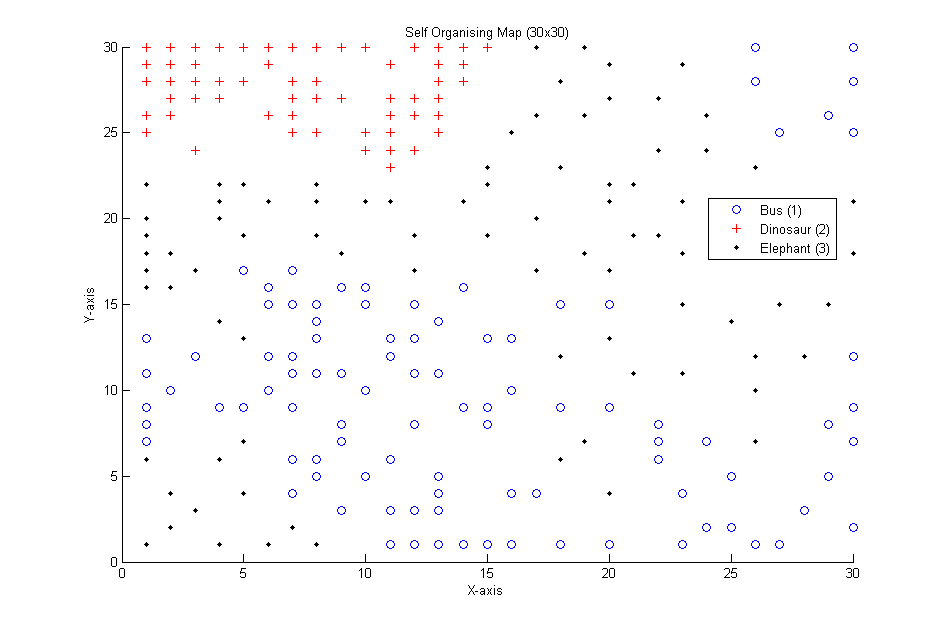 Self Organising Map (30x30)
30
25
20
15
10
5
0
Y-axis
Bus (1)
Dinosaur (2)
Elephant (3)
0 5 10 15 20 25 30
X-axis